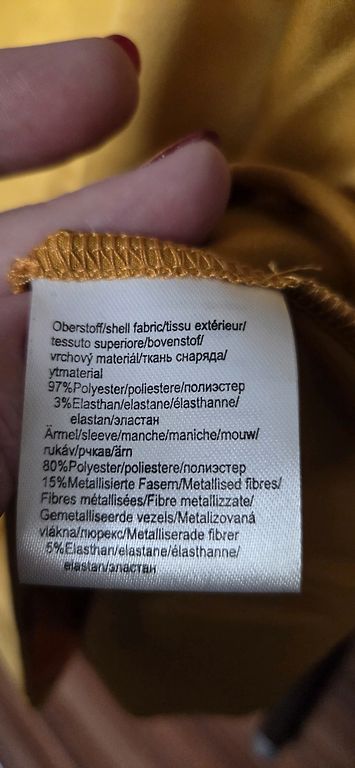 Oberstoff/shell fabric/tissu extérieur/
tessuto superiore/bovenstof/
vrchový materiál/ткань снаряда/
ytmaterial
97%Polyester/poliestere/полиэстер
3%Elasthan/elastane/élasthanne/
elastan/эластан
Ärmel/sleeve/manche/maniche/mouw/
rukáv/рчкав/ärn
80%Polyester/poliestere/полиэстер
15%Metallisierte Fasern/Metallised fibres/
Fibres métallisées/Fibre metallizzate/
Gemetalliseerde vezels/Metalizovaná
vlákna/люрекс/Metalliserade fibrer
5%Elasthan/elastane/élasthanne/
elastan/эластан